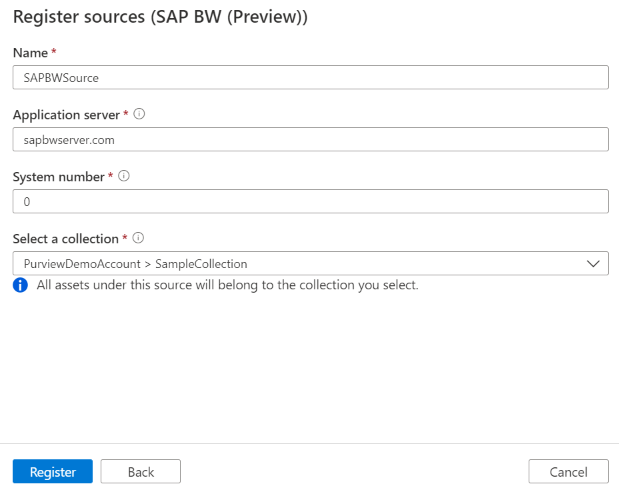 Register sources (SAP BW (Preview))
Name *
SAPBWSource
Application server *
sapbwserver.com
System number *
0
Select a collection *
PurviewDemoAccount > SampleCollection
All assets under this source will belong to the collection you select.
Register Back Cancel